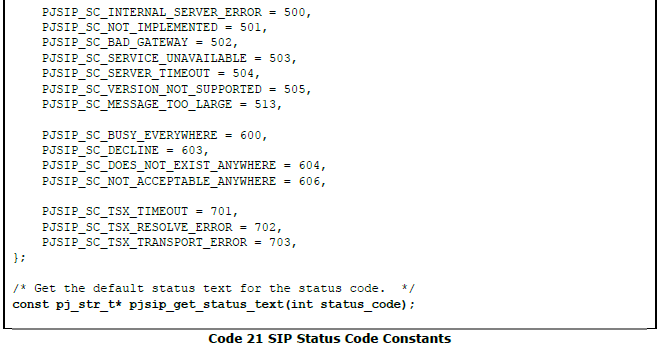 PJSIP_SC_INTERNAL_SERVER_ERROR = 500,
PJSIP_SC_NOT_IMPLEMENTED = 501,
PJSIP_SC_BAD_GATEWAY = 502,
PJSIP_SC_SERVICE_UNAVAILABLE = 503,
PJSIP_SC_SERVER_TIMEOUT = 504,
PJSIP_SC_VERSION_NOT_SUPPORTED = 505,
PJSIP_SC_MESSAGE_TOO_LARGE = 513,
PJSIP_SC_BUSY_EVERYWHERE = 600,
PJSIP_SC_DECLINE = 603,
PJSIP_SC_DOES_NOT_EXIST_ANYWHERE = 604,
PJSIP_SC_NOT_ACCEPTABLE_ANYWHERE = 606,
PJSIP_SC_TSX_TIMEOUT = 701,
PJSIP_SC_TSX_RESOLVE_ERROR = 702,
PJSIP_SC_TSX_TRANSPORT_ERROR = 703,
};
/* Get the default status text for the status code.  */
const pj_str_t* pjsip_get_status_text(int status_code);
Code 21 SIP Status Code Constants